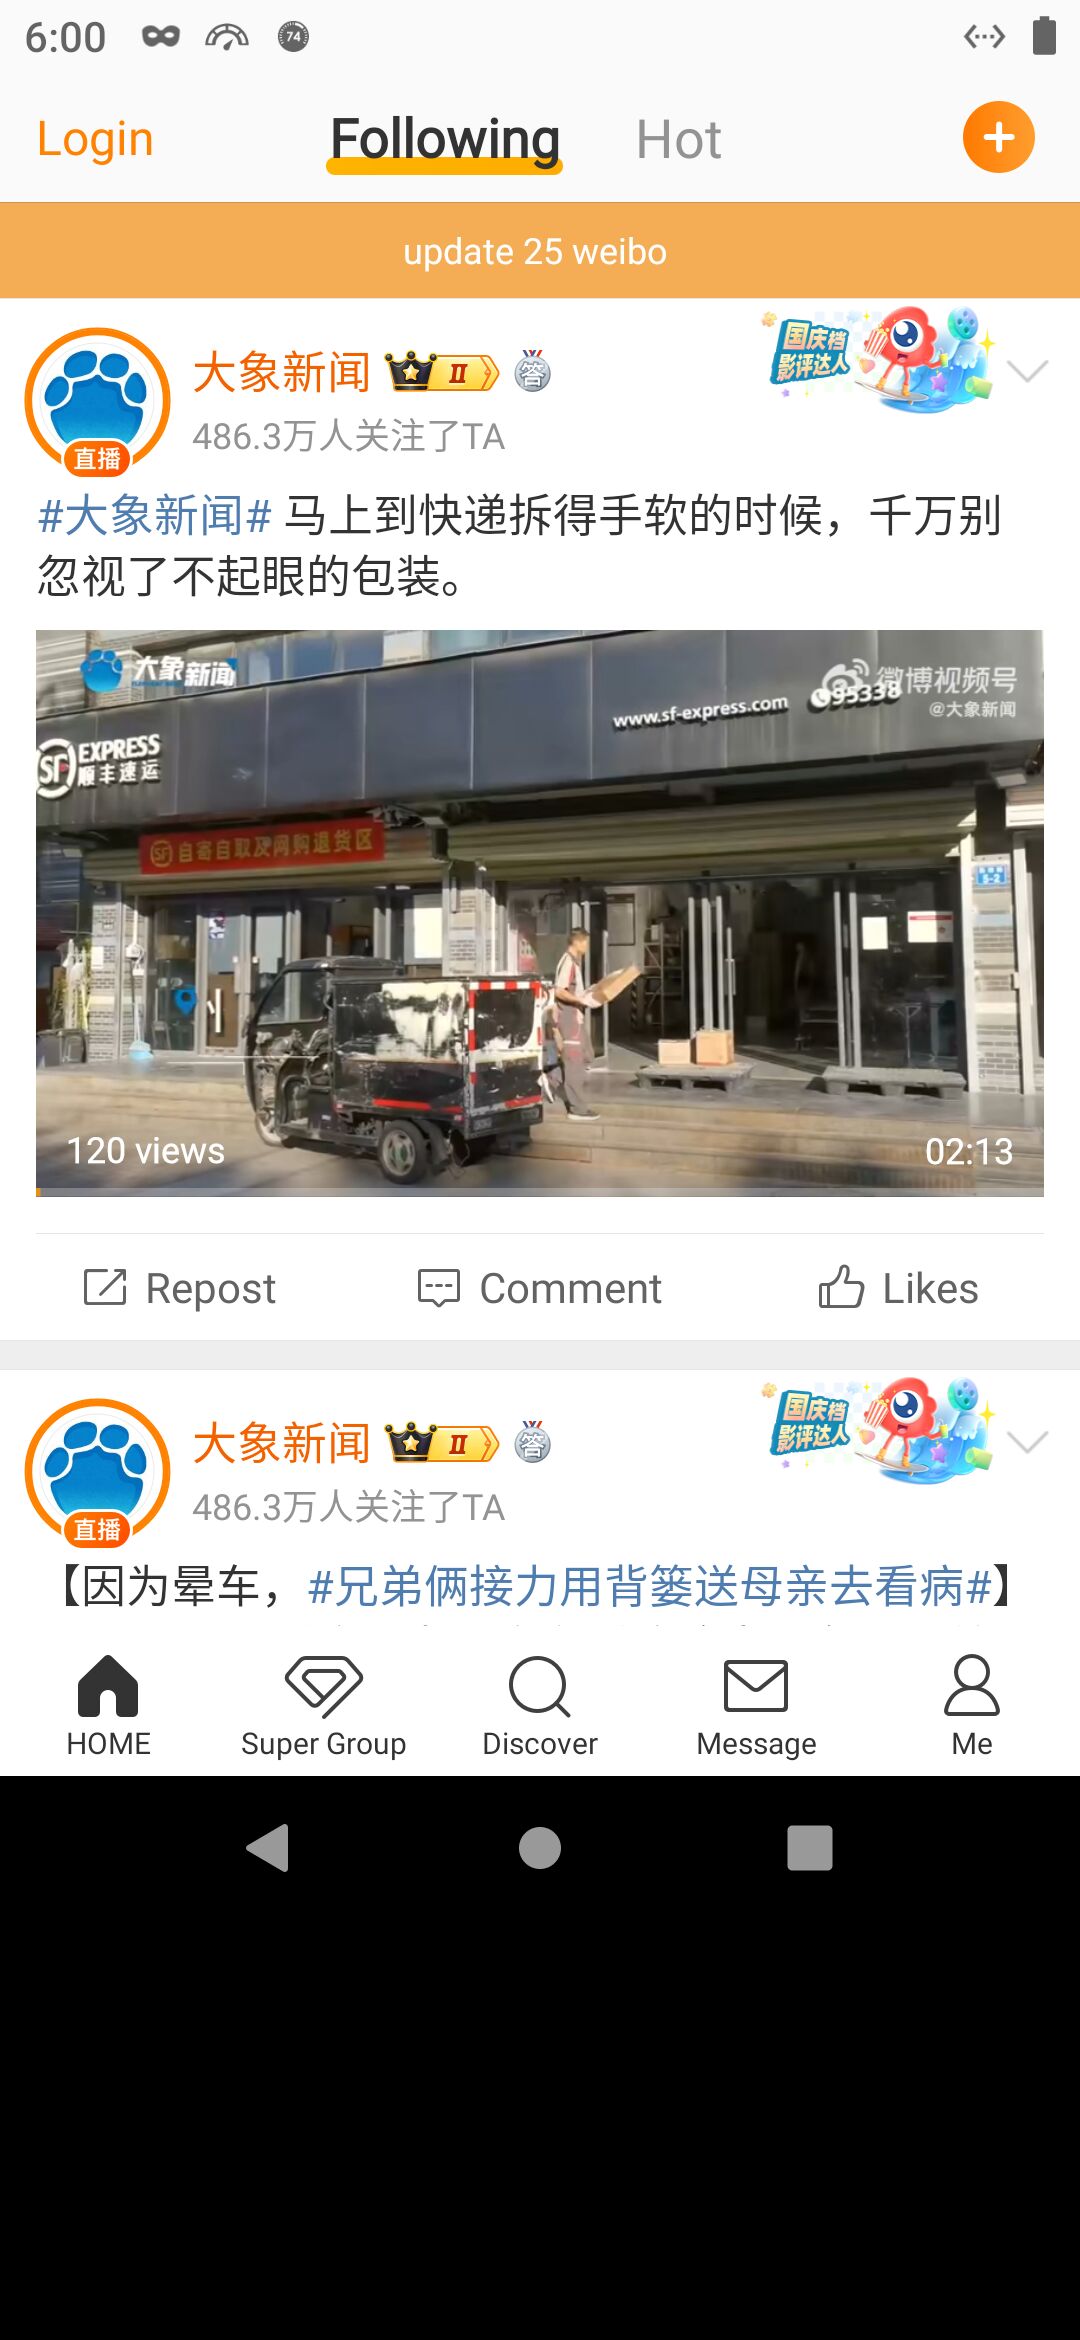 6:00
74
Login
Following
Hot
update 25 weibo
大象新闻
II
答
国庆档
影评达人
486.3万人关注了TA
直播
#大象新闻# 马上到快递拆得手软的时候，千万别
忽视了不起眼的包装。
大象新闻
微博视频号
@大象新闻
www.sf-express.com
95338
SF EXPRESS
顺丰速运
SF 自寄自取及网购退货区
120 views
02:13
Repost
Comment
Likes
大象新闻
II
答
国庆档
影评达人
486.3万人关注了TA
直播
【因为晕车，#兄弟俩接力用背篓送母亲去看病#】
HOME
Super Group
Discover
Message
Me